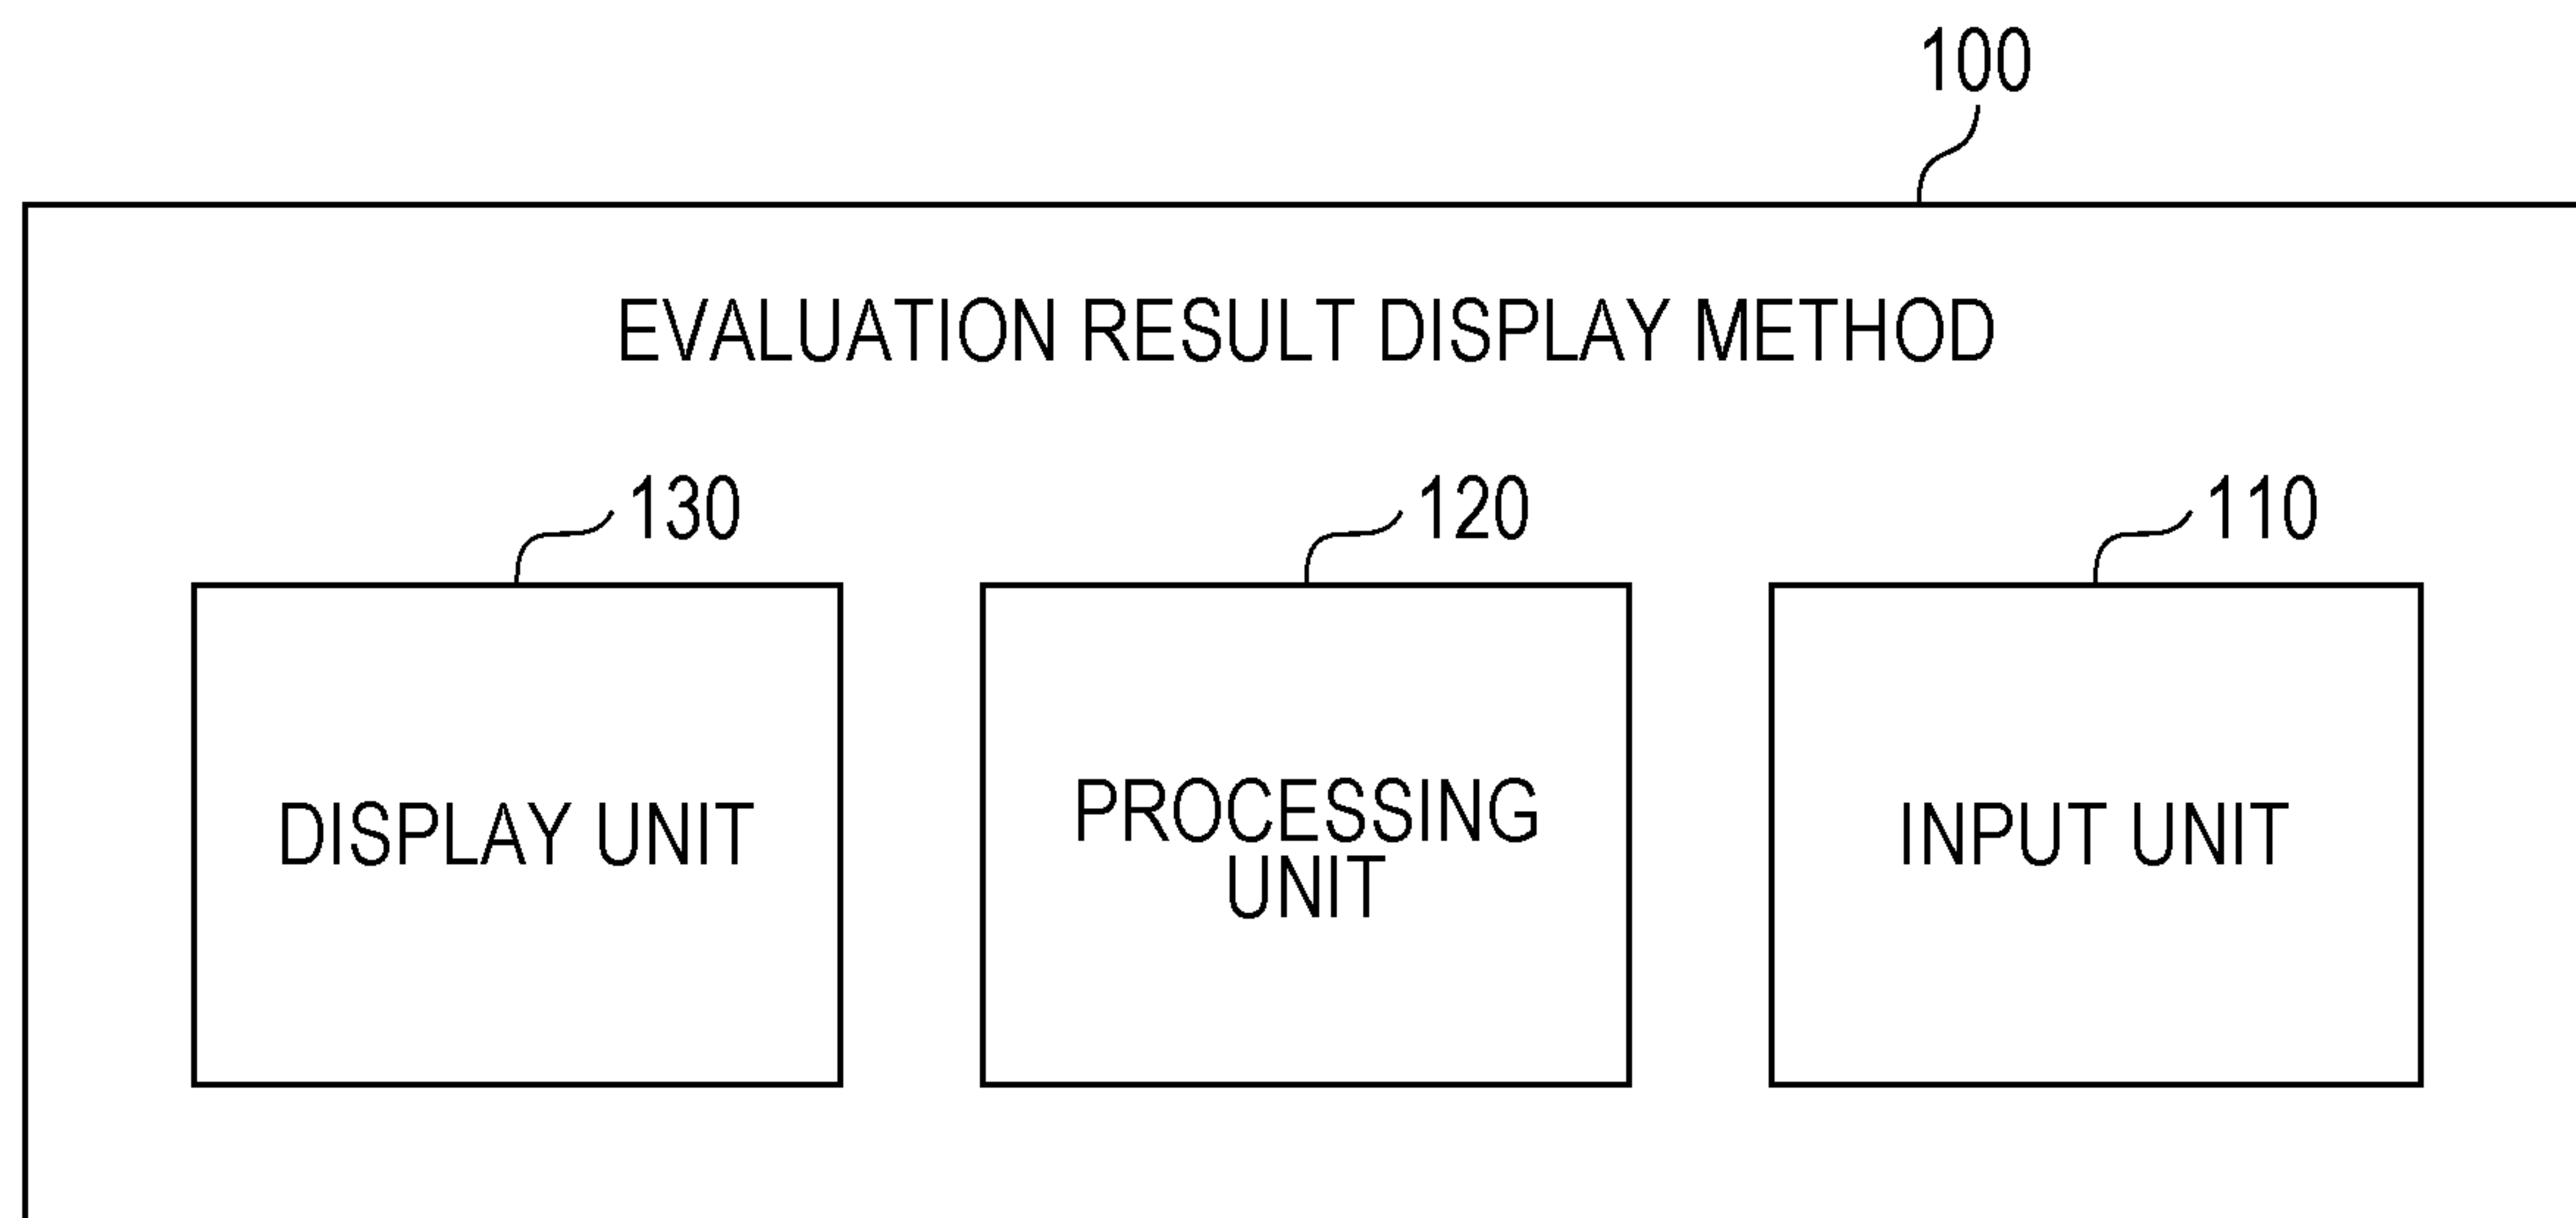 100
EVALUATION RESULT DISPLAY METHOD
130
120
110
DISPLAY UNIT
PROCESSING
UNIT
INPUT UNIT